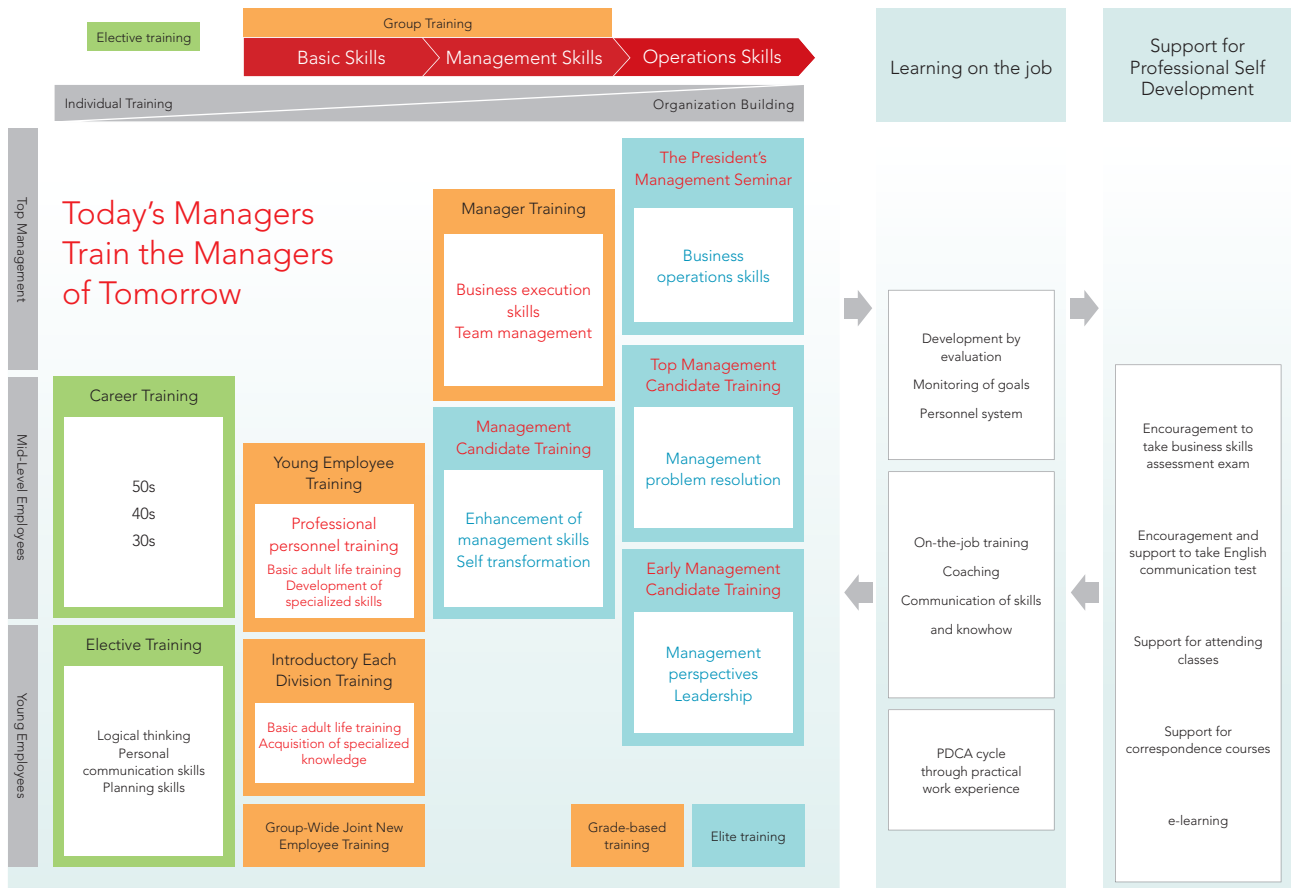 Elective training
Group Training
Basic Skills
Management Skills
Operations Skills
Individual Training
Organization Building
Learning on the job
Support for
Professional Self
Development
Top Management
Mid-Level Employees
Young Employees
Today's Managers
Train the Managers
of Tomorrow
Career Training
50s
40s
30s
Elective Training
Logical thinking
Personal
communication skills
Planning skills
Young Employee
Training
Professional
personnel training
Basic adult life training
Development of
specialized skills
Introductory Each
Division Training
Basic adult life training
Acquisition of specialized
knowledge
Group-Wide Joint New
Employee Training
Manager Training
Business execution
skills
Team management
Management
Candidate Training
Enhancement of
management skills
Self transformation
The President's
Management Seminar
Business
operations skills
Top Management
Candidate Training
Management
problem resolution
Early Management
Candidate Training
Management
perspectives
Leadership
Grade-based
training
Elite training
Development by
evaluation
Monitoring of goals
Personnel system
On-the-job training
Coaching
Communication of skills
and knowhow
PDCA cycle
through practical
work experience
Encouragement to
take business skills
assessment exam
Encouragement and
support to take English
communication test
Support for attending
classes
Support for
correspondence courses
e-learning